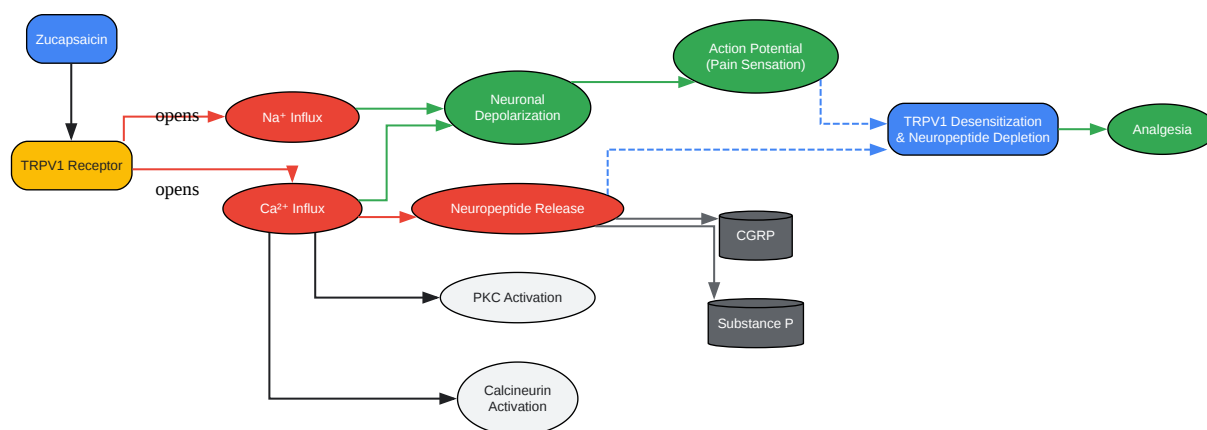 Zucapsaicin
TRPV1 Receptor
opens
opens
Na⁺ Influx
Ca²⁺ Influx
Neuronal
Depolarization
Neuropeptide Release
PKC Activation
Calcineurin
Activation
Action Potential
(Pain Sensation)
CGRP
Substance P
TRPV1 Desensitization
& Neuropeptide Depletion
Analgesia